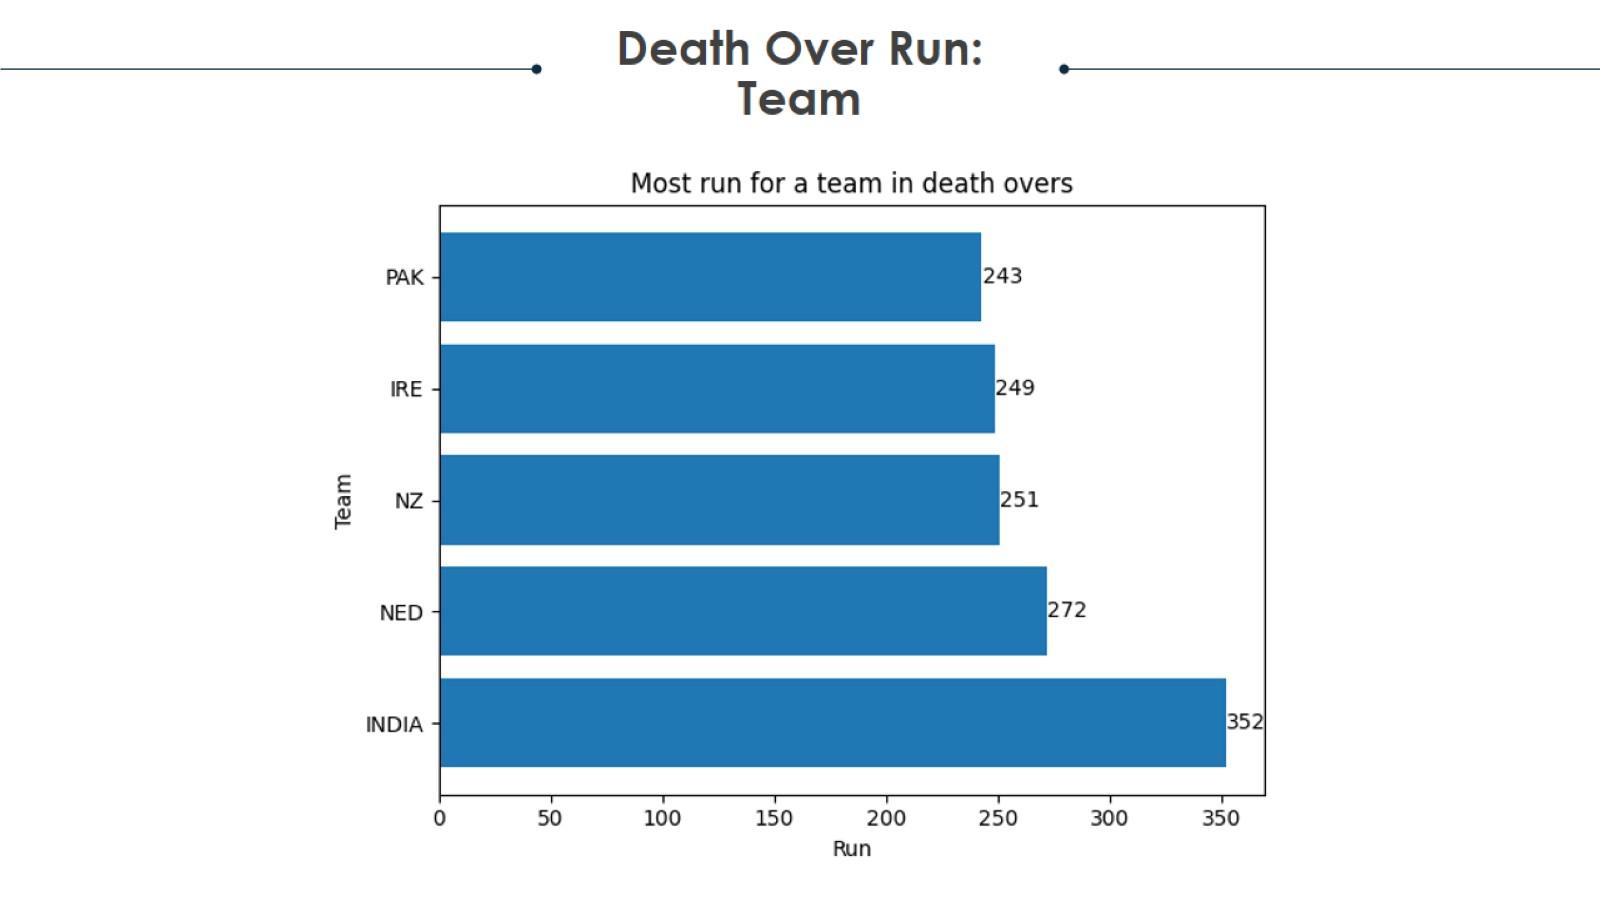 Death Over Run:
Team
Most run for a team in death overs
PAK
243
IRE
249
NZ
251
Team
NED
272
INDIA
352
0 50 100 150 200 250 300 350
Run